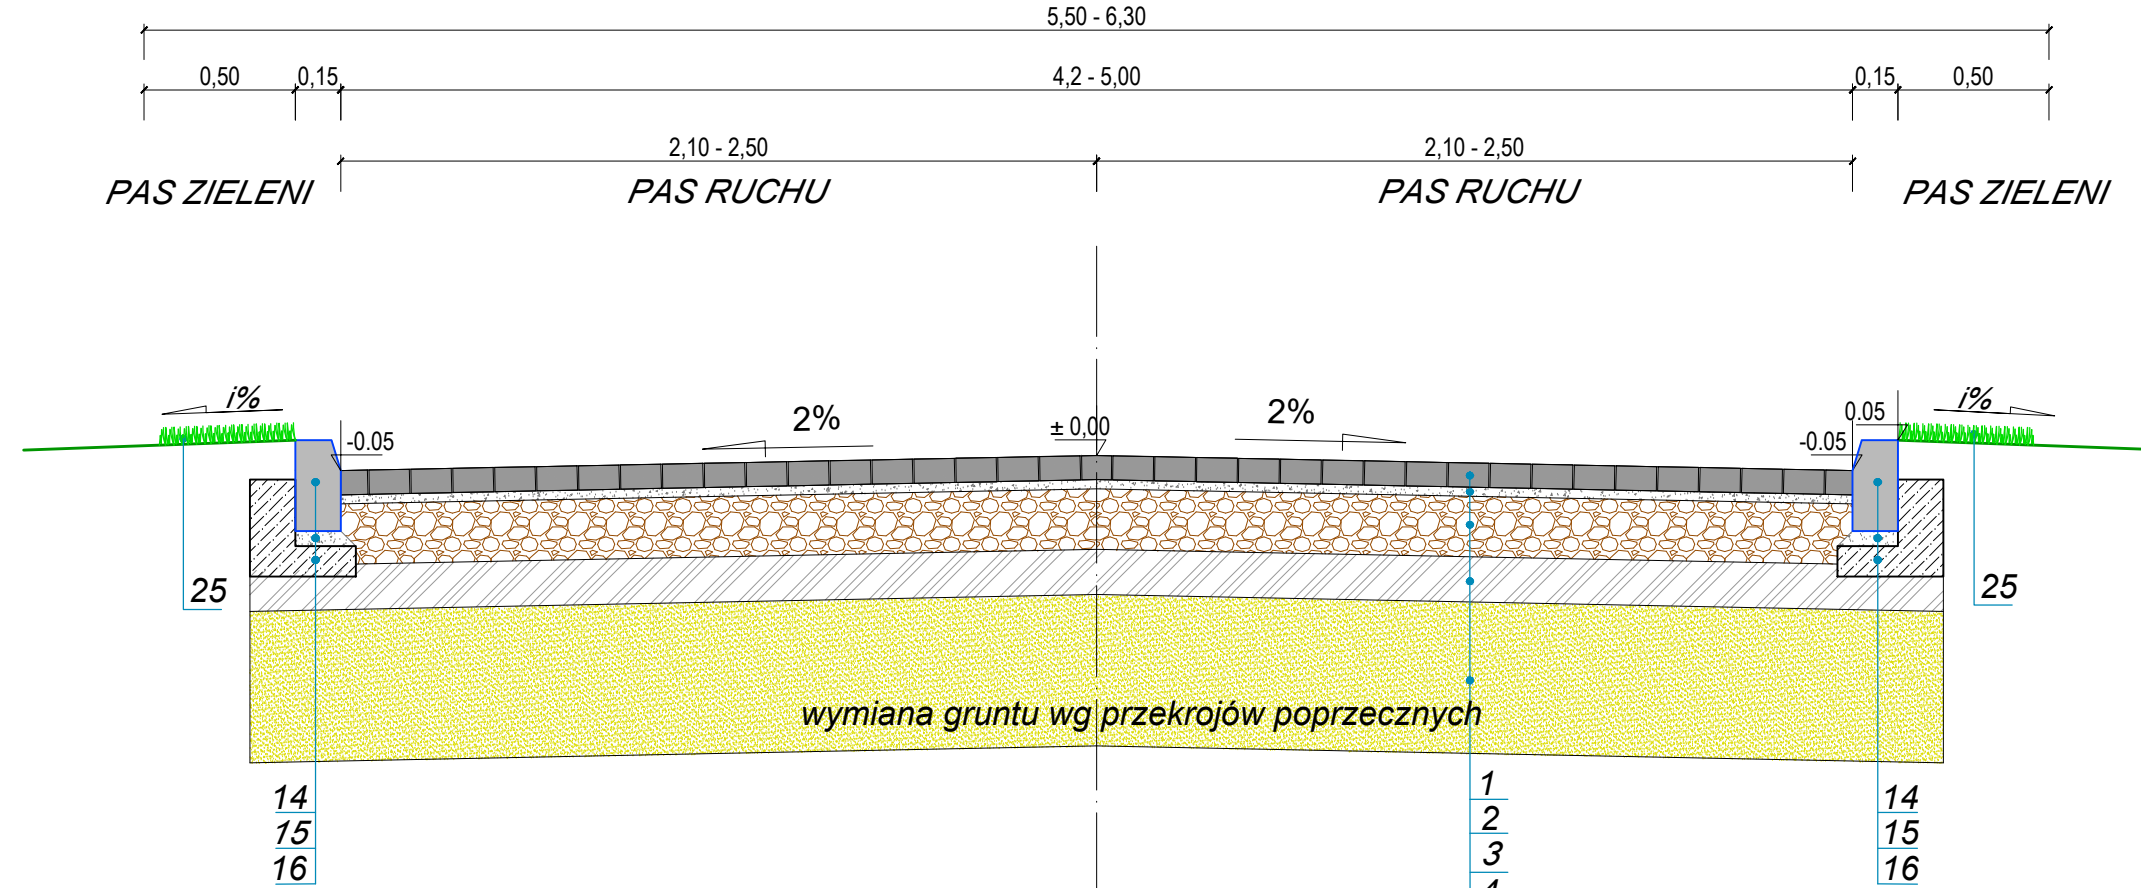 5,50 - 6,30
0,50 0,15 4,2 - 5,00 0,15 0,50
2,10 - 2,50 2,10 - 2,50
PAS ZIELENI PAS RUCHU PAS RUCHU PAS ZIELENI
i% 2% 2% i%
-0.05 ± 0,00 0.05
-0.05
25 25
wymiana gruntu wg przekrojów poprzecznych
14 1 14
15 2 15
16 3 16
4